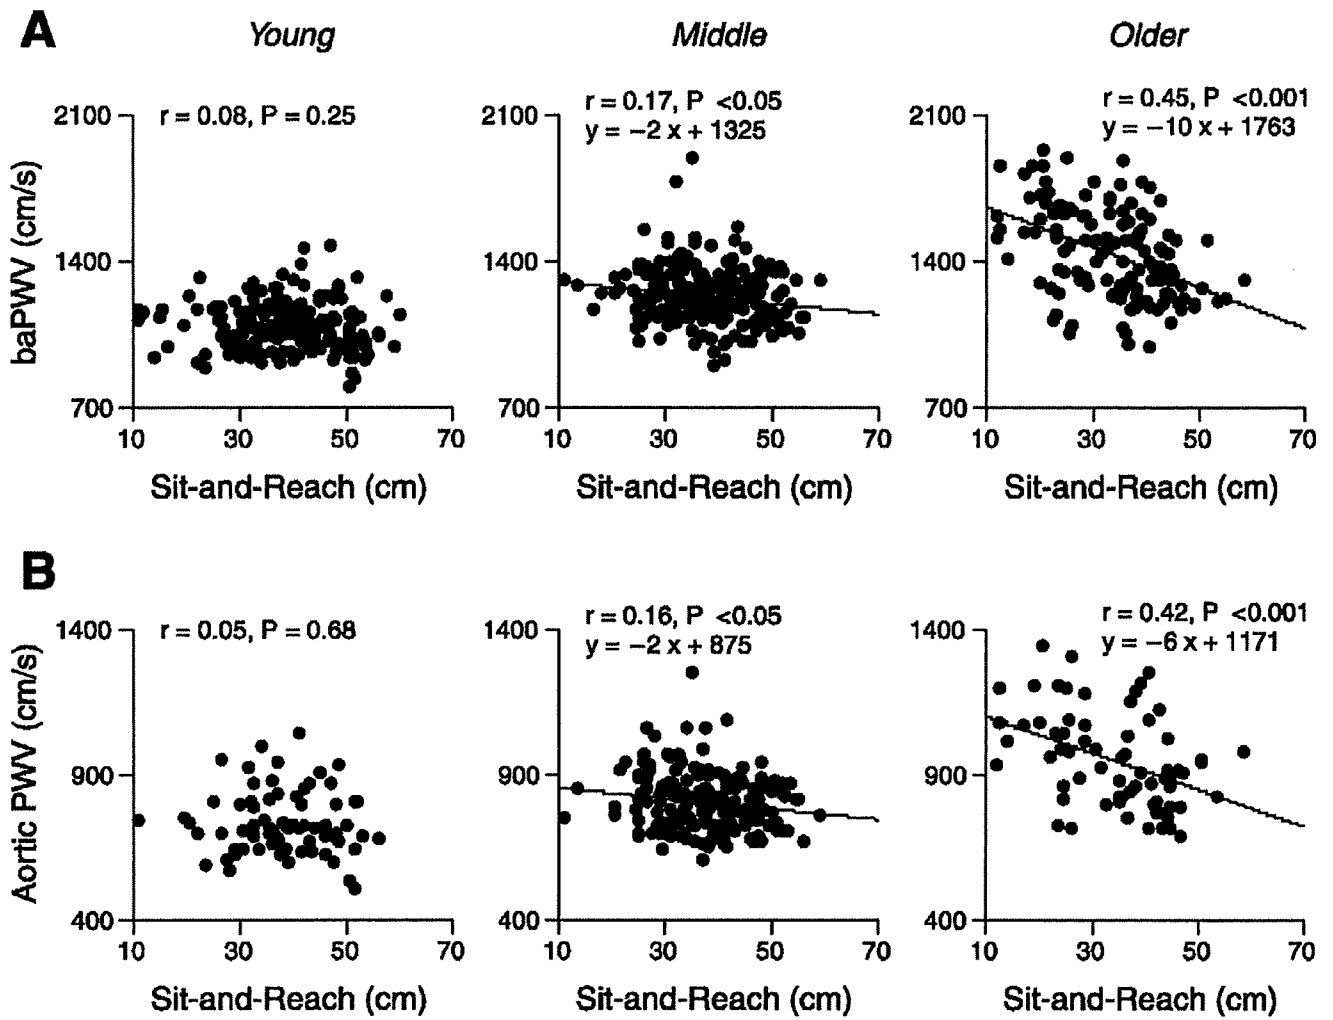 A
Young
Middle
Older
r = 0.08, P = 0.25
r = 0.17, P <0.05
y = −2 x + 1325
r = 0.45, P <0.001
y = −10 x + 1763
baPWV (cm/s)
2100
1400
700
10 30 50 70
Sit-and-Reach (cm)
2100
1400
700
10 30 50 70
Sit-and-Reach (cm)
2100
1400
700
10 30 50 70
Sit-and-Reach (cm)
B
r = 0.05, P = 0.68
r = 0.16, P <0.05
y = −2 x + 875
r = 0.42, P <0.001
y = −6 x + 1171
Aortic PWV (cm/s)
1400
900
400
10 30 50 70
Sit-and-Reach (cm)
1400
900
400
10 30 50 70
Sit-and-Reach (cm)
1400
900
400
10 30 50 70
Sit-and-Reach (cm)